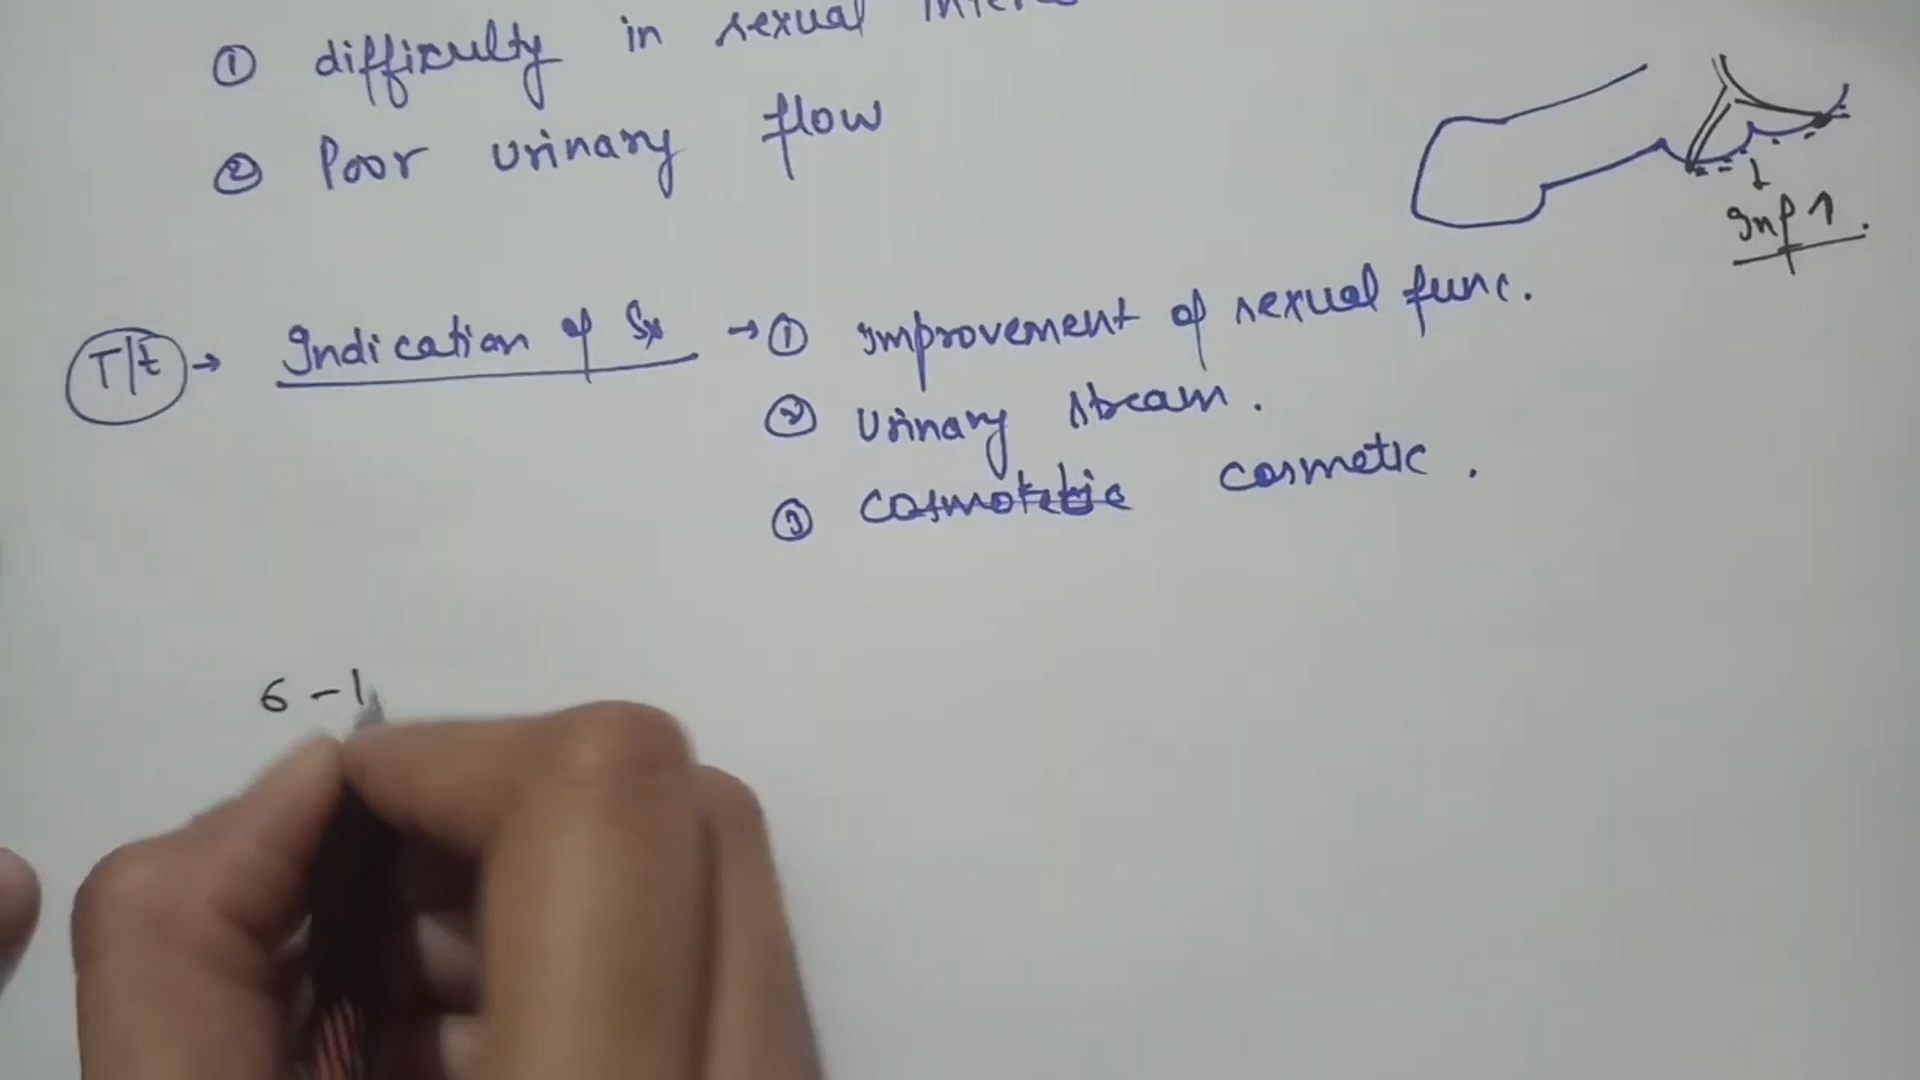 ① difficulty in sexual
② Poor urinary flow
Inf ↑.
T/t → Indication of Sx → ① Improvement of sexual func.
② Urinary stream.
③ cosmetic.
6 - 1